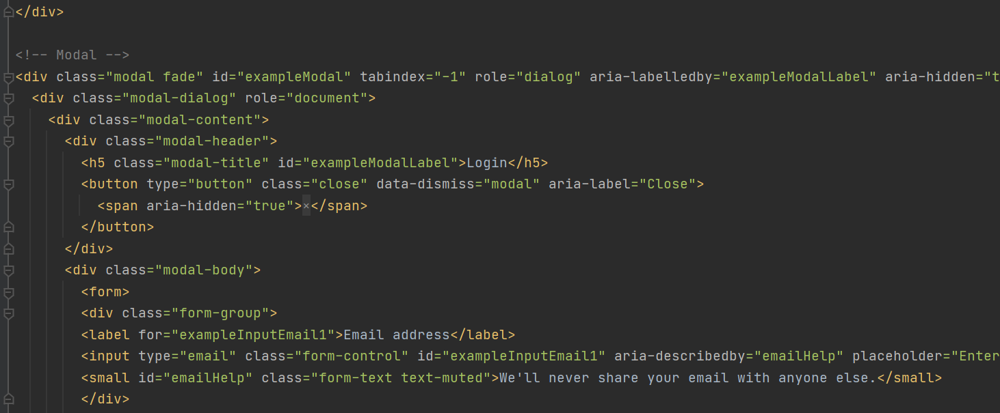 </div>
<!-- Modal -->
<div class="modal fade" id="exampleModal" tabindex="-1" role="dialog" aria-labelledby="exampleModalLabel" aria-hidden="t
<div class="modal-dialog" role="document">
<div class="modal-content">
<div class="modal-header">
<h5 class="modal-title" id="exampleModalLabel">Login</h5>
<button type="button" class="close" data-dismiss="modal" aria-label="Close">
<span aria-hidden="true">×</span>
</button>
</div>
<div class="modal-body">
<form>
<div class="form-group">
<label for="exampleInputEmail1">Email address</label>
<input type="email" class="form-control" id="exampleInputEmail1" aria-describedby="emailHelp" placeholder="Enter
<small id="emailHelp" class="form-text text-muted">We'll never share your email with anyone else.</small>
</div>